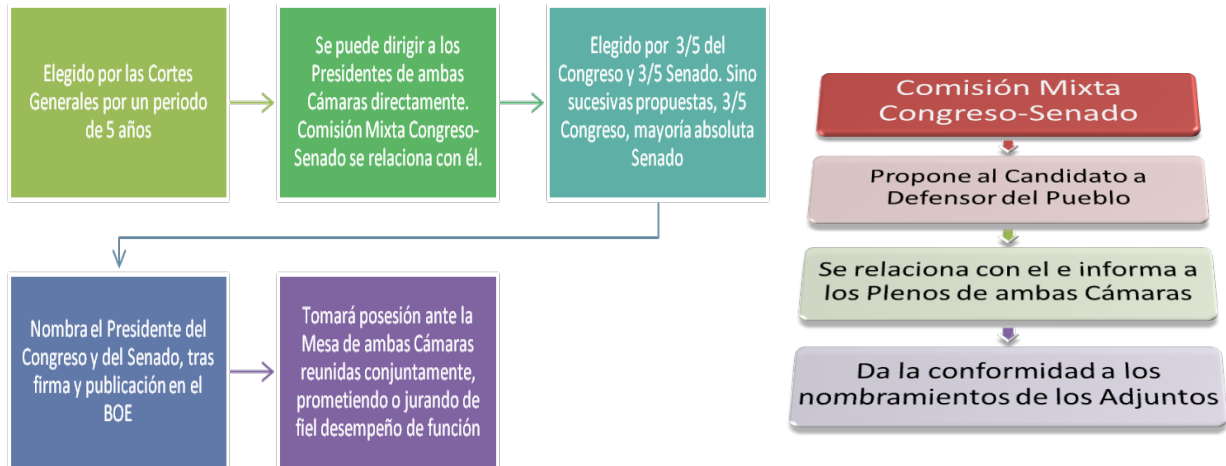 Elegido por las Cortes
Generales por un periodo
de 5 años
Se puede dirigir a los
Presidentes de ambas
Cámaras directamente.
Comisión Mixta Congreso-
Senado se relaciona con él.
Elegido por 3/5 del
Congreso y 3/5 Senado. Sino
sucesivas propuestas, 3/5
Congreso, mayoría absoluta
Senado
Nombra el Presidente del
Congreso y del Senado, tras
firma y publicación en el
BOE
Tomará posesión ante la
Mesa de ambas Cámaras
reunidas conjuntamente,
prometiendo o jurando de
fiel desempeño de función
Comisión Mixta
Congreso-Senado
Propone al Candidato a
Defensor del Pueblo
Se relaciona con el e informa a
los Plenos de ambas Cámaras
Da la conformidad a los
nombramientos de los Adjuntos